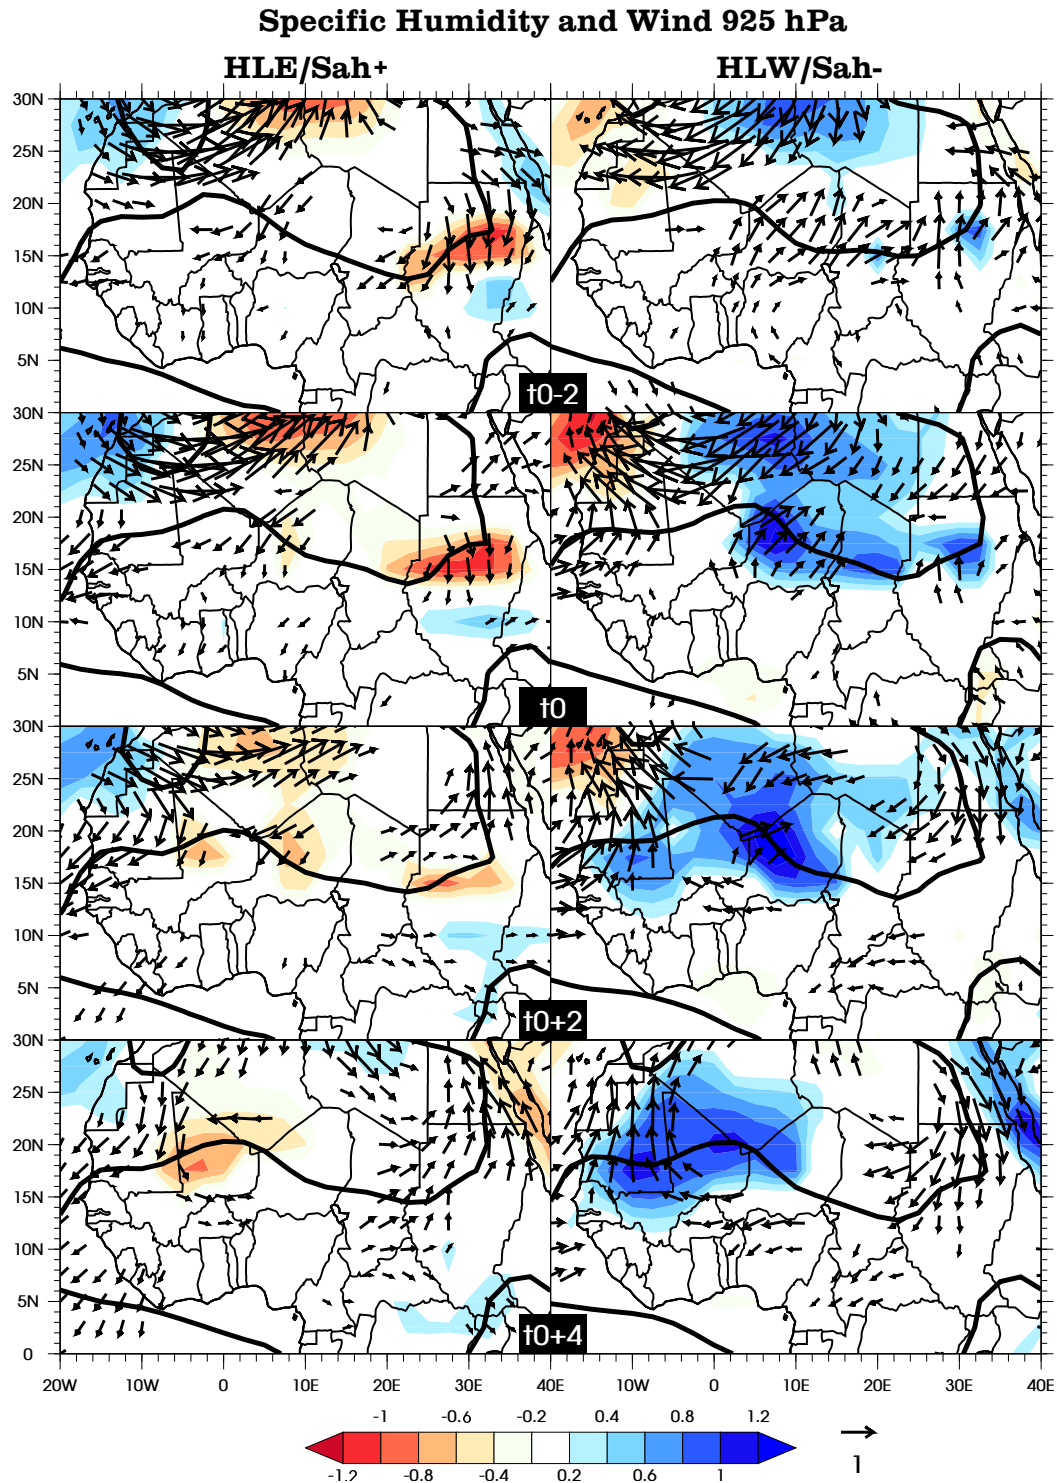 Specific Humidity and Wind 925 hPa
HLE/Sah+ HLW/Sah-
30N
25N
20N
15N
10N
5N
t0-2
30N
25N
20N
15N
10N
5N
t0
30N
25N
20N
15N
10N
5N
t0+2
30N
25N
20N
15N
10N
5N
t0+4
0
20W 10W 0 10E 20E 30E 40E 10W 0 10E 20E 30E 40E
-1 -0.6 -0.2 0.4 0.8 1.2
-1.2 -0.8 -0.4 0.2 0.6 1
1